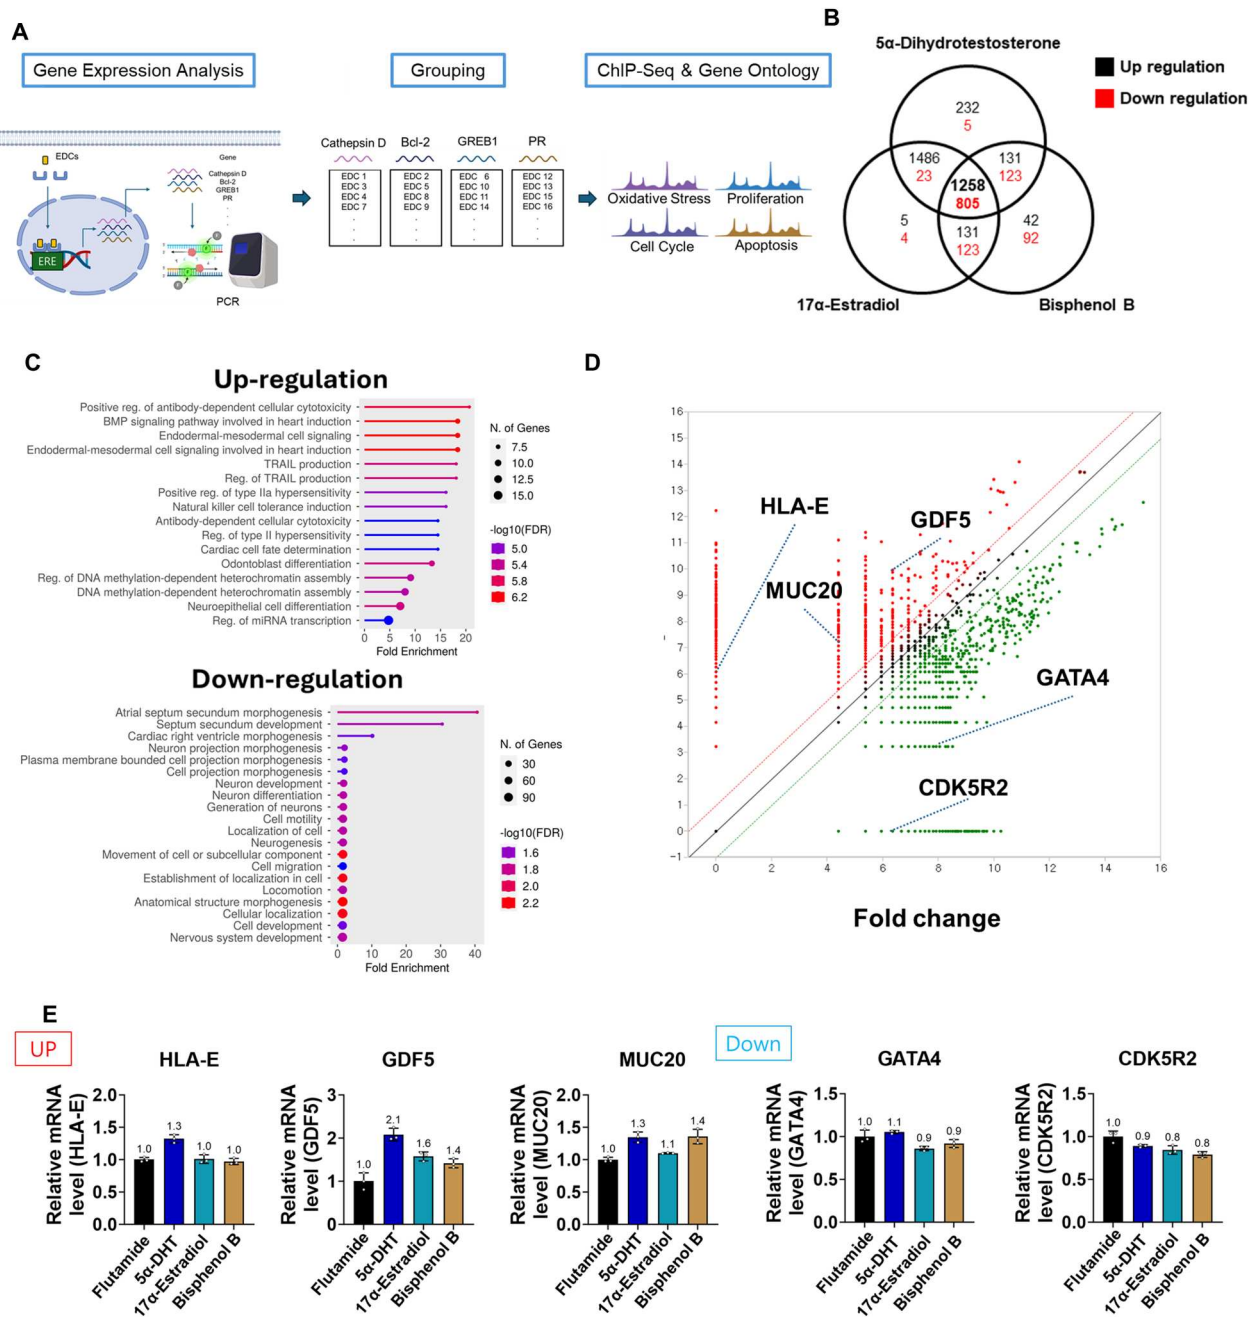 A
Gene Expression Analysis
Grouping
ChIP-Seq & Gene Ontology
EDCs
Gene
Cathepsin D
Bcl-2
GREB1
PR
.
.
.
ERE
PCR
Cathepsin D
Bcl-2
GREB1
PR
EDC 1
EDC 3
EDC 4
EDC 7
.
.
.
EDC 2
EDC 5
EDC 8
EDC 9
.
.
.
EDC 6
EDC 10
EDC 11
EDC 14
.
.
.
EDC 12
EDC 13
EDC 15
EDC 16
.
.
.
Oxidative Stress
Proliferation
Cell Cycle
Apoptosis
B
5α-Dihydrotestosterone
Up regulation
Down regulation
232
5
1486
23
131
123
1258
805
5
4
131
123
42
92
17α-Estradiol
Bisphenol B
C
Up-regulation
Positive reg. of antibody-dependent cellular cytotoxicity
BMP signaling pathway involved in heart induction
Endodermal-mesodermal cell signaling
Endodermal-mesodermal cell signaling involved in heart induction
TRAIL production
Reg. of TRAIL production
Positive reg. of type IIa hypersensitivity
Natural killer cell tolerance induction
Antibody-dependent cellular cytotoxicity
Reg. of type II hypersensitivity
Cardiac cell fate determination
Odontoblast differentiation
Reg. of DNA methylation-dependent heterochromatin assembly
DNA methylation-dependent heterochromatin assembly
Neuroepithelial cell differentiation
Reg. of miRNA transcription
0 5 10 15 20
Fold Enrichment
N. of Genes
7.5
10.0
12.5
15.0
-log10(FDR)
5.0
5.4
5.8
6.2
Down-regulation
Atrial septum secundum morphogenesis
Septum secundum development
Cardiac right ventricle morphogenesis
Neuron projection morphogenesis
Plasma membrane bounded cell projection morphogenesis
Cell projection morphogenesis
Neuron development
Neuron differentiation
Generation of neurons
Cell motility
Localization of cell
Neurogenesis
Movement of cell or subcellular component
Cell migration
Establishment of localization in cell
Locomotion
Anatomical structure morphogenesis
Cellular localization
Cell development
Nervous system development
0 10 20 30 40
Fold Enrichment
N. of Genes
30
60
90
-log10(FDR)
1.6
1.8
2.0
2.2
D
16
15
14
13
12
11
10
9
8
7
6
5
4
3
2
1
0
−1
0 2 4 6 8 10 12 14 16
HLA-E
GDF5
MUC20
GATA4
CDK5R2
Fold change
E
UP
HLA-E
Relative mRNA
level (HLA-E)
2.0
1.5
1.0
0.5
0.0
1.0 1.3 1.0 1.0
Flutamide
5α-DHT
17α-Estradiol
Bisphenol B
GDF5
Relative mRNA
level (GDF5)
3
2
1
0
1.0 2.1 1.6 1.4
Flutamide
5α-DHT
17α-Estradiol
Bisphenol B
MUC20
Relative mRNA
level (MUC20)
2.0
1.5
1.0
0.5
0.0
1.0 1.3 1.1 1.4
Flutamide
5α-DHT
17α-Estradiol
Bisphenol B
Down
GATA4
Relative mRNA
level (GATA4)
1.5
1.0
0.5
0.0
1.0 1.1 0.9 0.9
Flutamide
5α-DHT
17α-Estradiol
Bisphenol B
CDK5R2
Relative mRNA
level (CDK5R2)
1.5
1.0
0.5
0.0
1.0 0.9 0.8 0.8
Flutamide
5α-DHT
17α-Estradiol
Bisphenol B